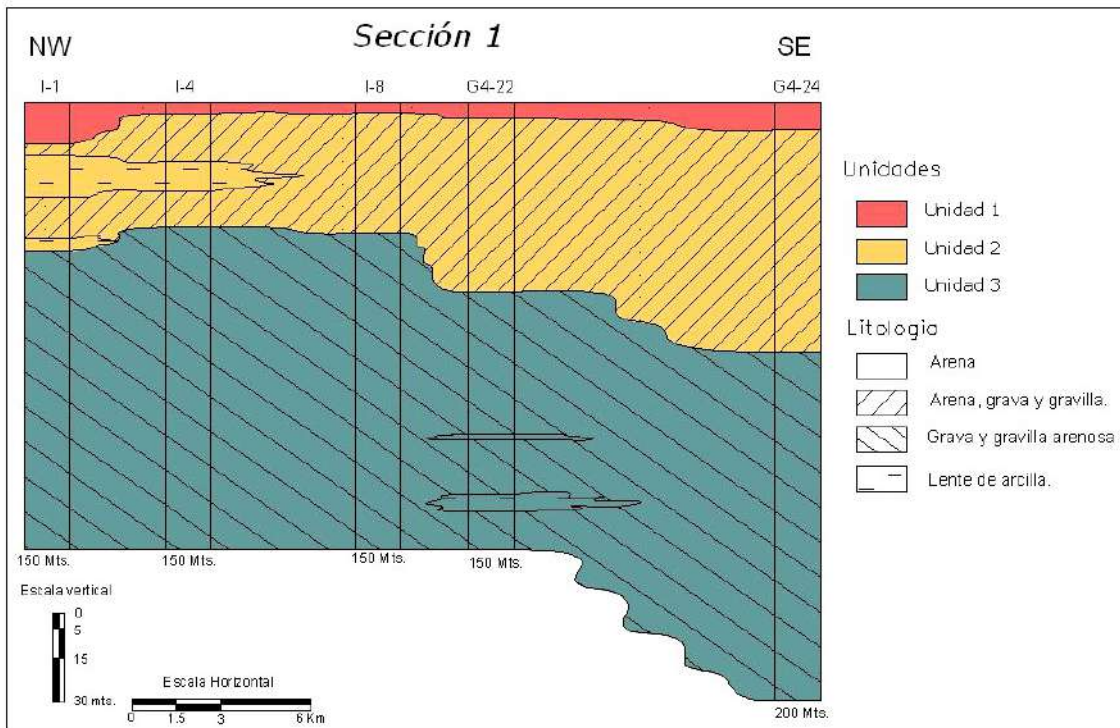 Sección 1
NW
SE
I-1
I-4
I-8
G4-22
G4-24
Unidades
Unidad 1
Unidad 2
Unidad 3
Litologia
Arena
Arena, grava y gravilla.
Grava y gravilla arenosa
Lente de arcilla.
150 Mts.
150 Mts.
150 Mts.
150 Mts.
200 Mts.
Escala vertical
0
5
15
30 mts.
Escala Horizontal
0
1.5
3
6 Km